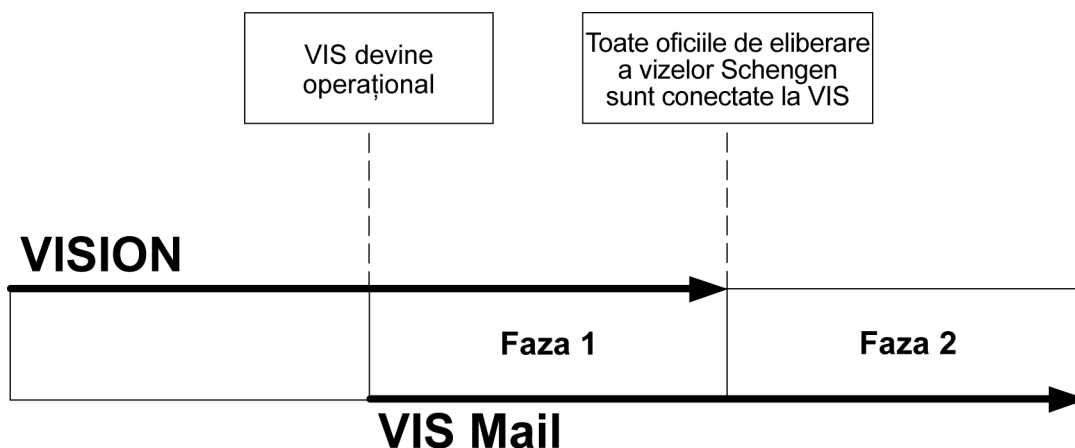 VIS devine
operațional
Toate oficiile de eliberare
a vizelor Schengen
sunt conectate la VIS
VISION
Faza 1
Faza 2
VIS Mail